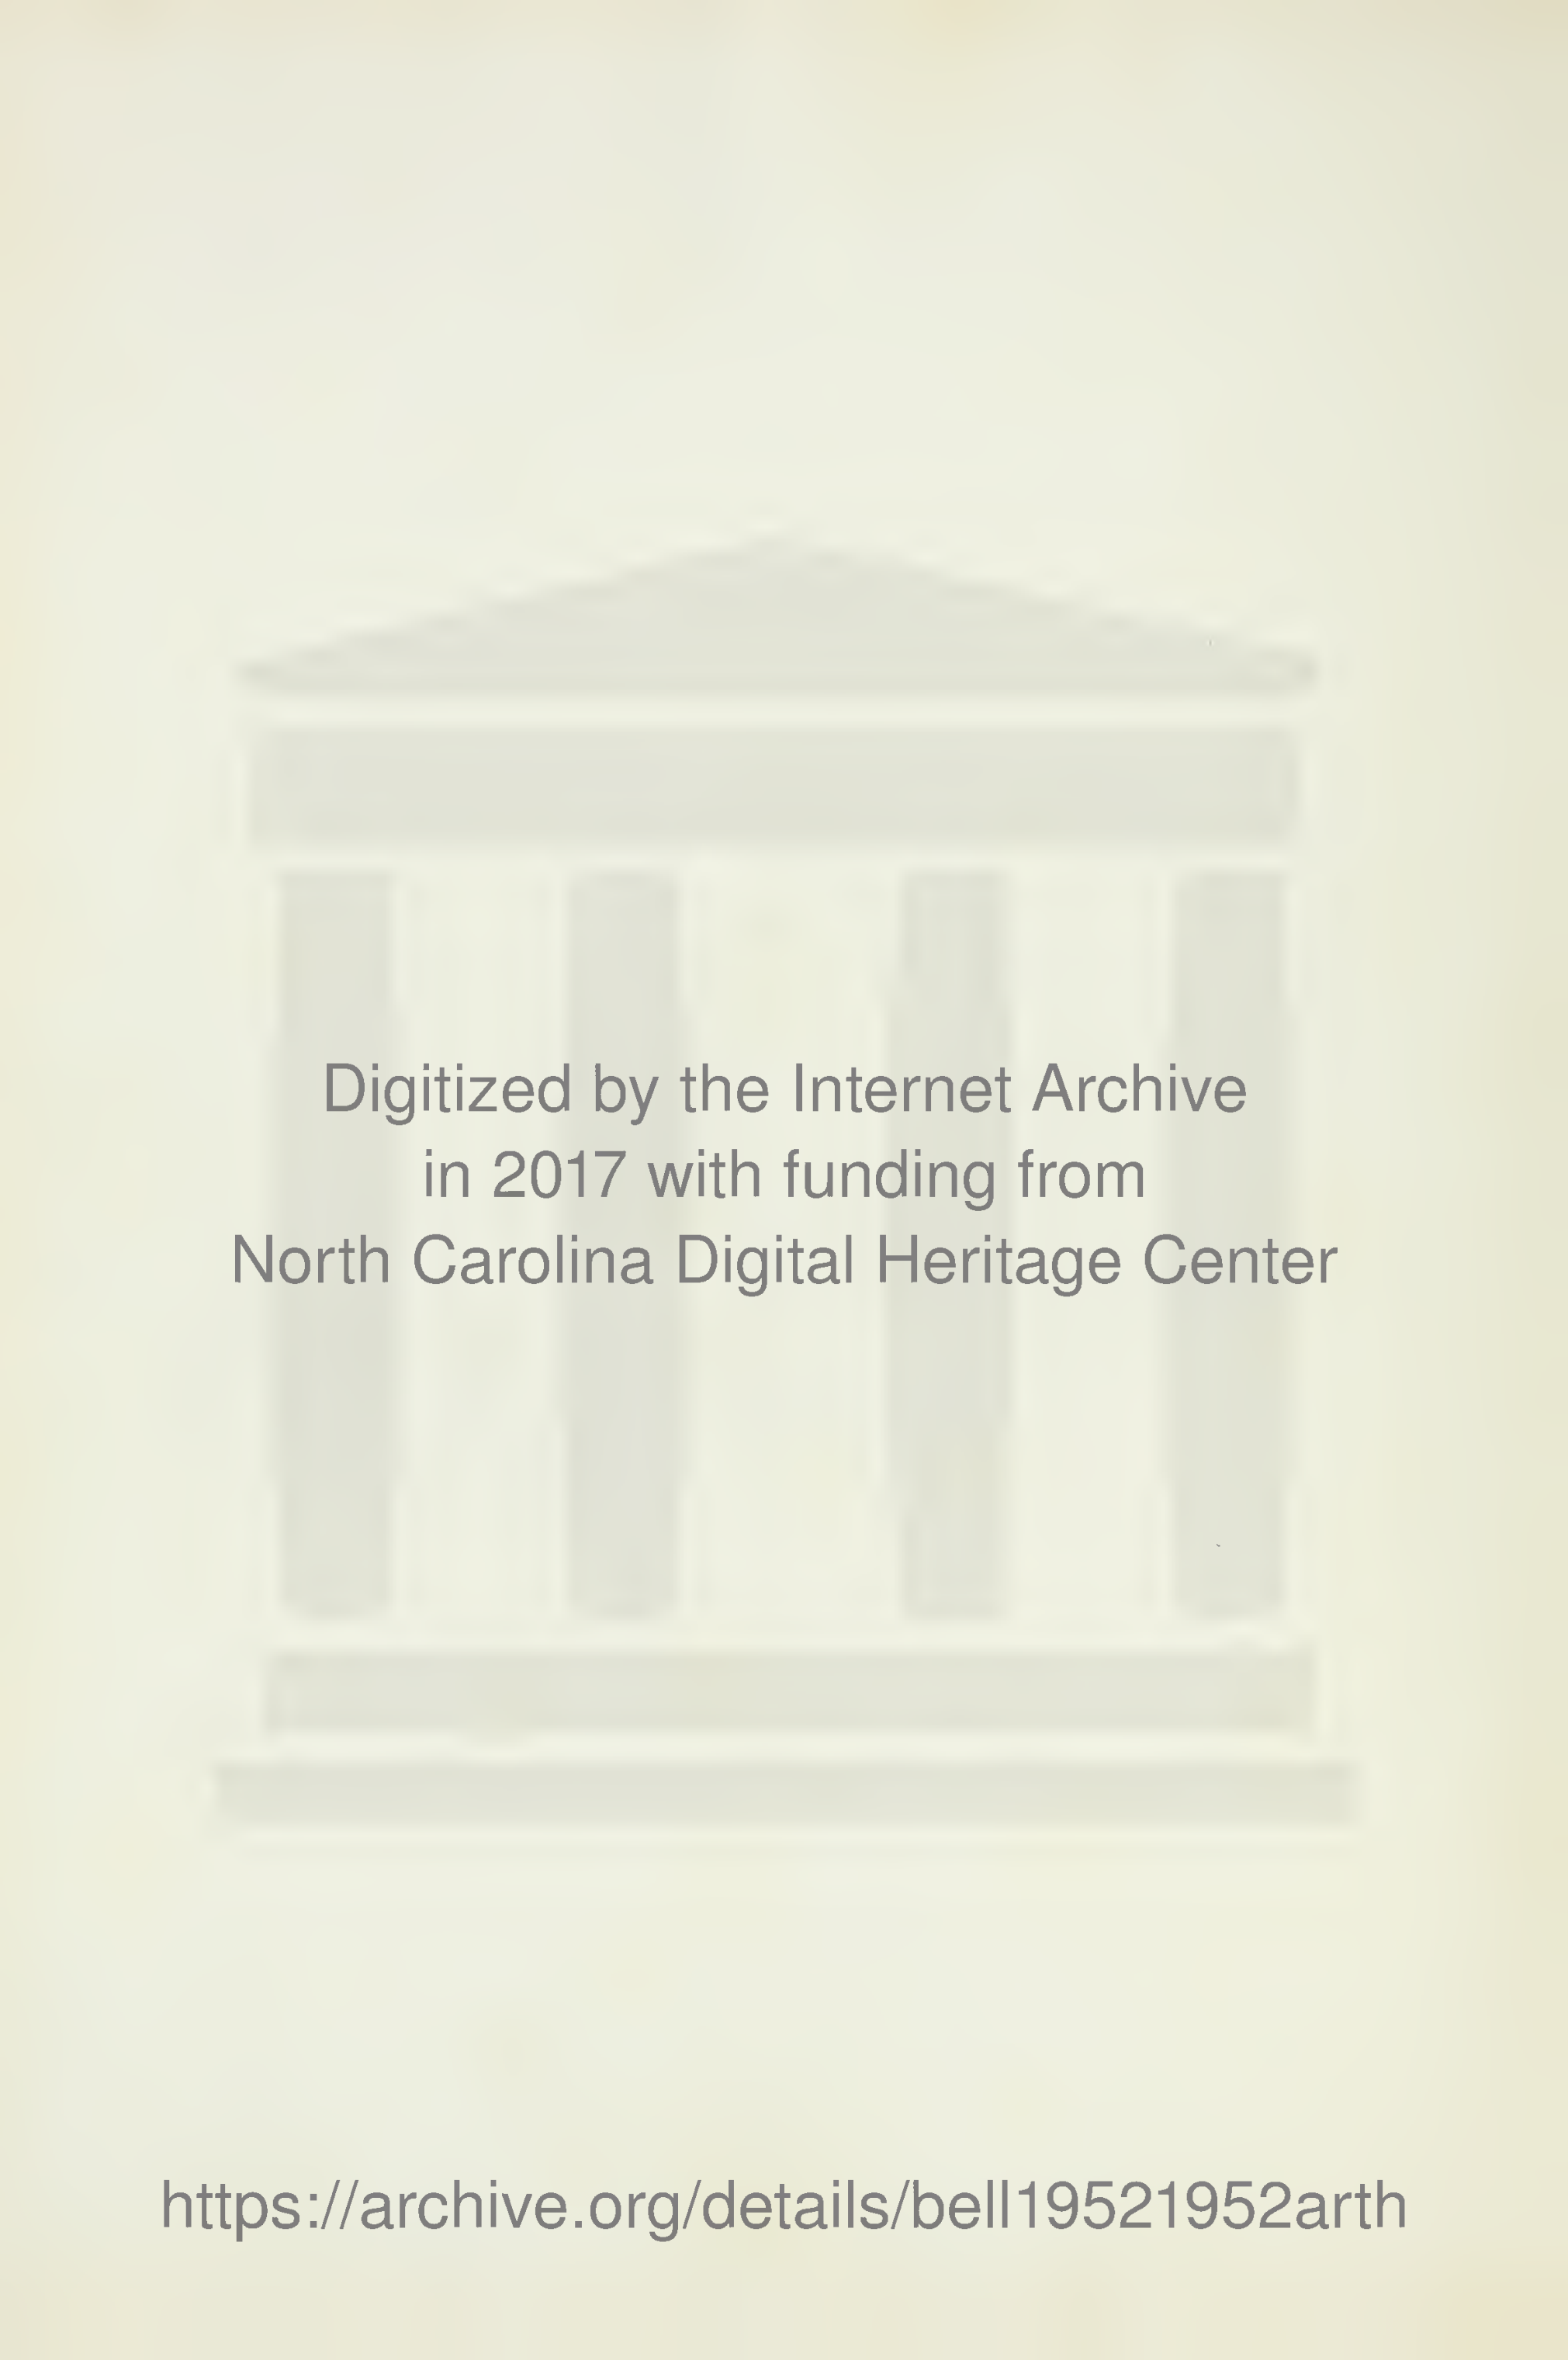 Digitized by the Internet Archive
in 2017 with funding from
North Carolina Digital Heritage Center
https://archive.org/details/bell19521952arth